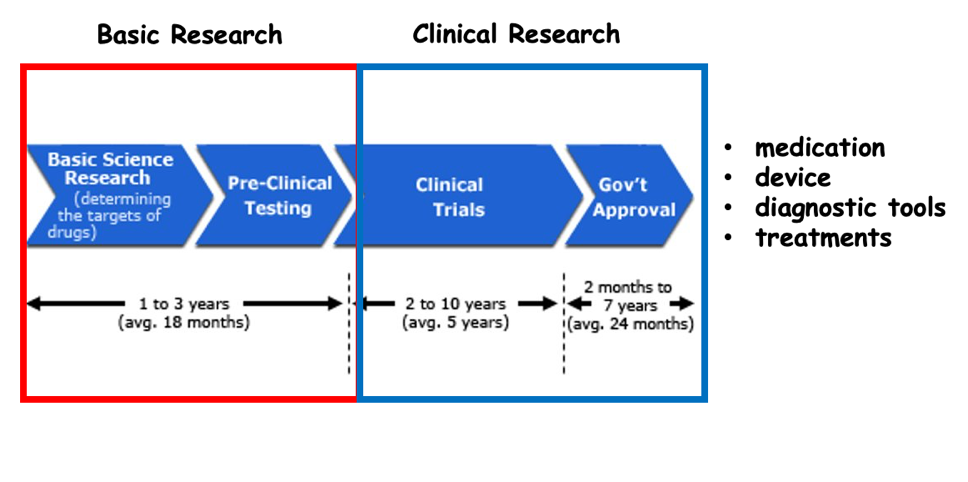 Basic Research
Clinical Research
Basic Science
Research
(determining
the targets of
drugs)
Pre-Clinical
Testing
Clinical
Trials
Gov't
Approval
• medication
• device
• diagnostic tools
• treatments
1 to 3 years
(avg. 18 months)
2 to 10 years
(avg. 5 years)
2 months to
7 years
(avg. 24 months)